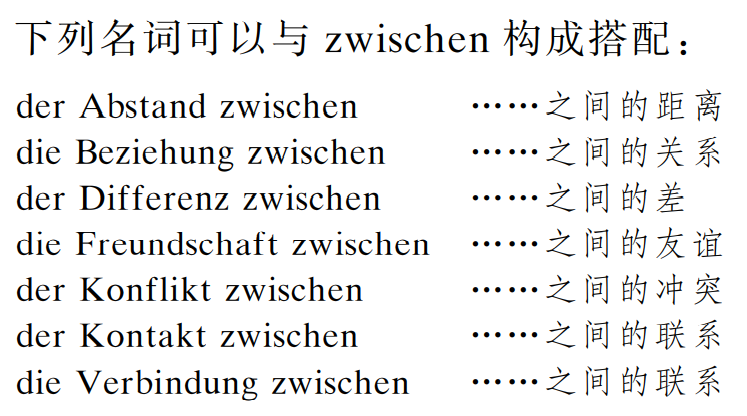 下列名词可以与 zwischen 构成搭配：
der Abstand zwischen ……之间的距离
die Beziehung zwischen ……之间的关系
der Differenz zwischen ……之间的差
die Freundschaft zwischen ……之间的友谊
der Konflikt zwischen ……之间的冲突
der Kontakt zwischen ……之间的联系
die Verbindung zwischen ……之间的联系